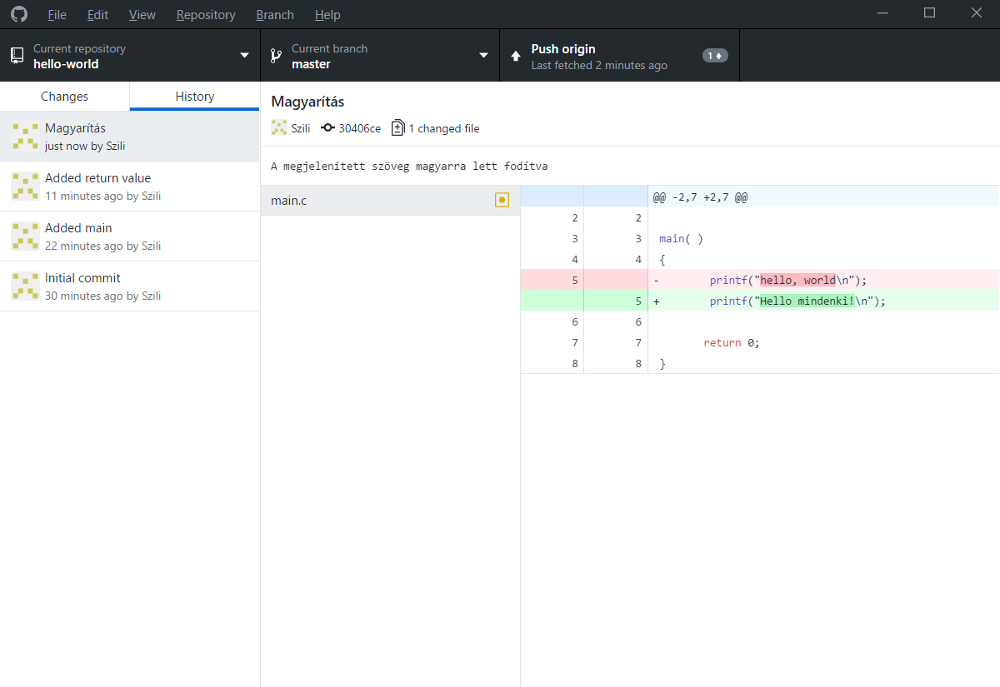 File Edit View Repository Branch Help
Current repository
hello-world
Current branch
master
Push origin
Last fetched 2 minutes ago
1
Changes History
Magyarítás
just now by Szili
Added return value
11 minutes ago by Szili
Added main
22 minutes ago by Szili
Initial commit
30 minutes ago by Szili
Magyarítás
Szili 30406ce 1 changed file
A megjelenített szöveg magyarra lett fodítva
main.c
@@ -2,7 +2,7 @@
2 2
3 3 main( )
4 4 {
5 - printf("hello, world\n");
5 + printf("Hello mindenki!\n");
6 6
7 7 return 0;
8 8 }